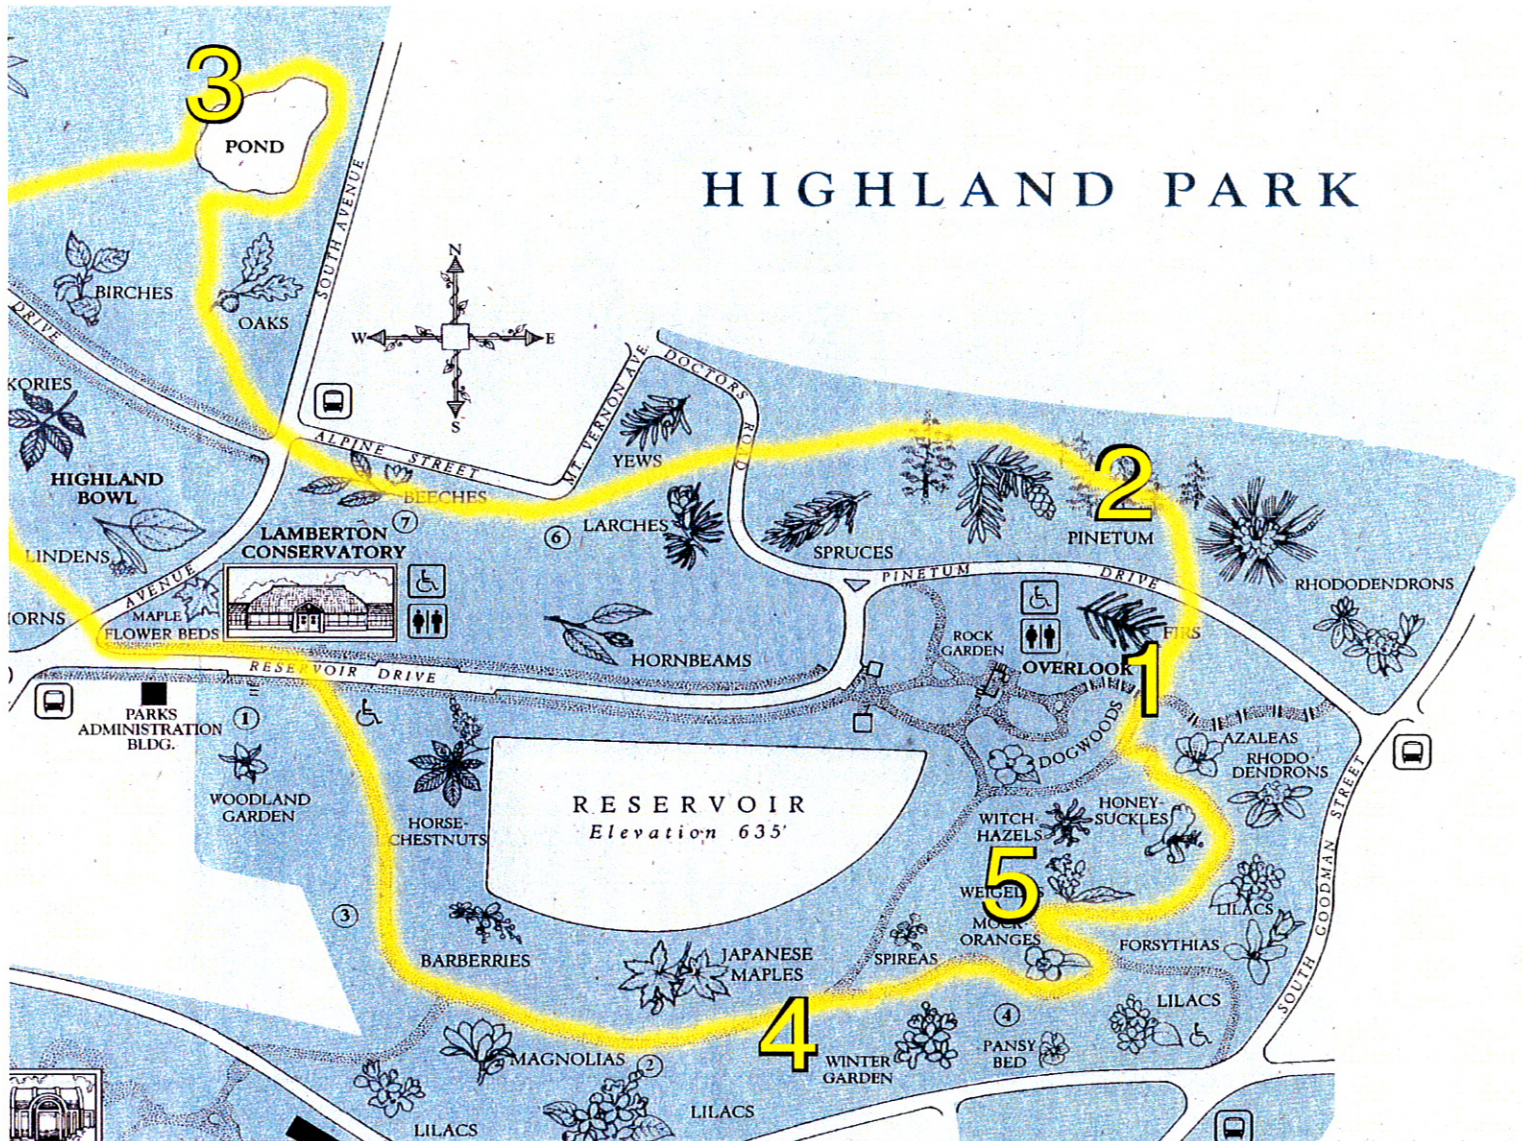 3
POND
HIGHLAND PARK
SOUTH AVENUE
BIRCHES
OAKS
DRIVE
N
W
E
S
KORIES
HIGHLAND
BOWL
LINDENS
ALPINE STREET
MT. VERNON AVE.
DOCTORS
ROAD
YEWS
BEECHES
7
6
LARCHES
SPRUCES
2
PINETUM
RHODODENDRONS
LAMBERTON
CONSERVATORY
AVENUE
MAPLE
FLOWER BEDS
ORNS
HORNBEAMS
PINETUM
DRIVE
ROCK
GARDEN
FIRS
OVERLOOK
1
RESERVOIR DRIVE
PARKS
ADMINISTRATION
BLDG.
1
WOODLAND
GARDEN
HORSE-
CHESTNUTS
RESERVOIR
Elevation 635'
DOGWOODS
AZALEAS
RHODO-
DENDRONS
WITCH-
HAZELS
HONEY-
SUCKLES
5
MOCK-
ORANGES
LILACS
FORSYTHIAS
SPIREAS
SOUTH GOODMAN STREET
3
BARBERRIES
JAPANESE
MAPLES
4
MAGNOLIAS
2
WINTER
GARDEN
4
PANSY
BED
LILACS
LILACS
LILACS